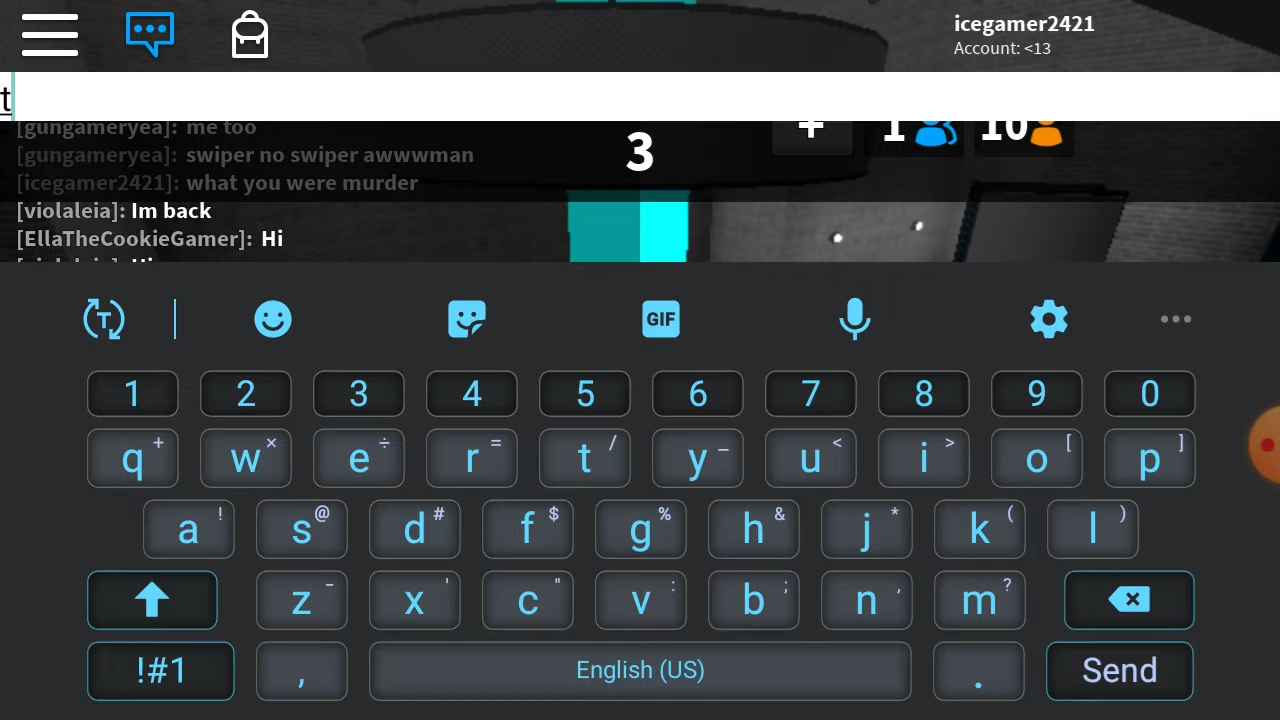 icegamer2421
Account: <13
t
[gungameryea]: me too
+ 1 10
[gungameryea]: swiper no swiper awwwman
3
[icegamer2421]: what you were murder
[violaleia]: Im back
[EllaTheCookieGamer]: Hi
T GIF
1 2 3 4 5 6 7 8 9 0
q + w × e ÷ r = t / y _ u < i > o [ p ]
a ! s @ d # f $ g % h & j * k ( l )
z - x ' c " v : b ; n , m ?
!#1 , English (US) . Send